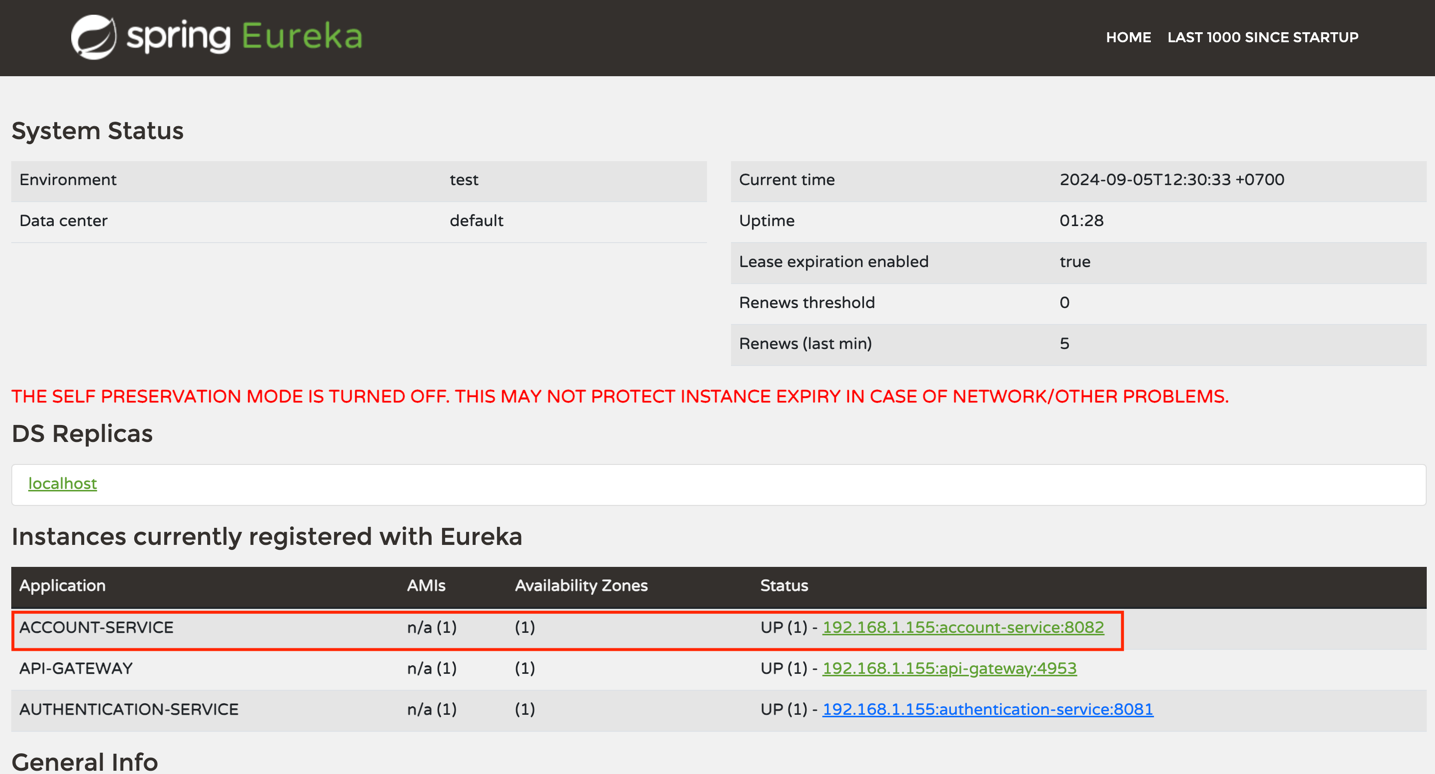 spring Eureka
HOME LAST 1000 SINCE STARTUP
System Status
Environment test
Data center default
Current time 2024-09-05T12:30:33 +0700
Uptime 01:28
Lease expiration enabled true
Renews threshold 0
Renews (last min) 5
THE SELF PRESERVATION MODE IS TURNED OFF. THIS MAY NOT PROTECT INSTANCE EXPIRY IN CASE OF NETWORK/OTHER PROBLEMS.
DS Replicas
localhost
Instances currently registered with Eureka
Application AMIs Availability Zones Status
ACCOUNT-SERVICE n/a (1) (1) UP (1) - 192.168.1.155:account-service:8082
API-GATEWAY n/a (1) (1) UP (1) - 192.168.1.155:api-gateway:4953
AUTHENTICATION-SERVICE n/a (1) (1) UP (1) - 192.168.1.155:authentication-service:8081
General Info